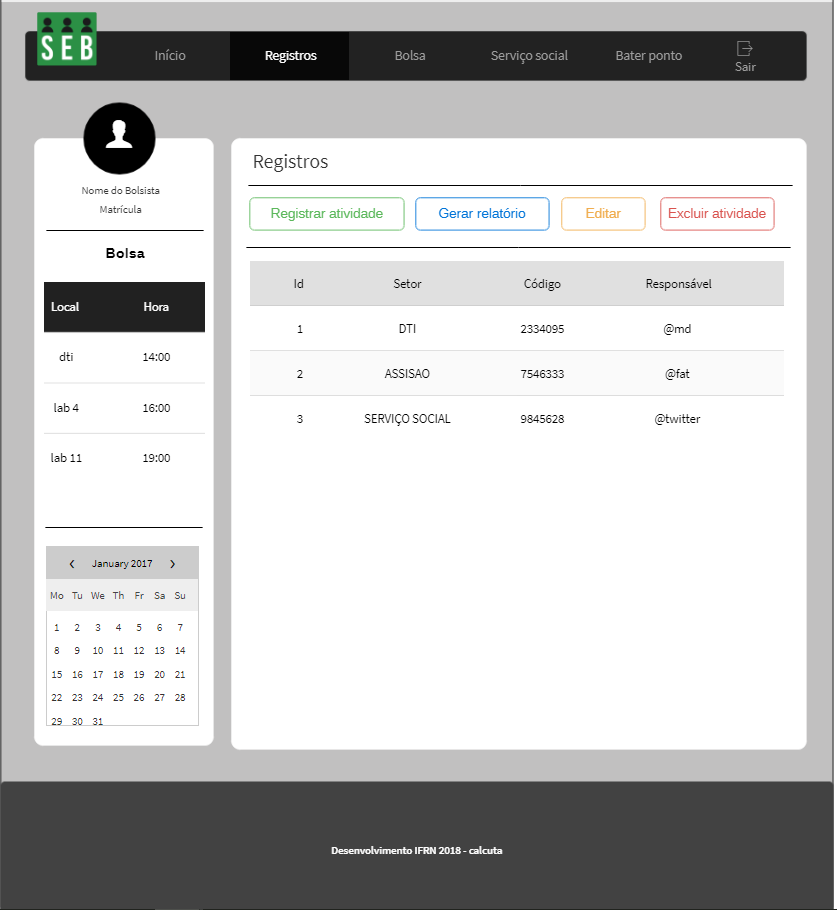 SEB
Início Registros Bolsa Serviço social Bater ponto Sair
Nome do Bolsista
Matrícula
Bolsa
Local Hora
dti 14:00
lab 4 16:00
lab 11 19:00
‹ January 2017 ›
Mo Tu We Th Fr Sa Su
1 2 3 4 5 6 7
8 9 10 11 12 13 14
15 16 17 18 19 20 21
22 23 24 25 26 27 28
29 30 31
Registros
Registrar atividade Gerar relatório Editar Excluir atividade
Id Setor Código Responsável
1 DTI 2334095 @md
2 ASSISAO 7546333 @fat
3 SERVIÇO SOCIAL 9845628 @twitter
Desenvolvimento IFRN 2018 - calcuta